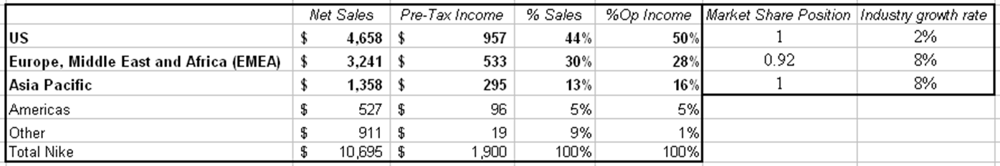 Net Sales Pre-Tax Income % Sales %Op Income Market Share Position Industry growth rate
US $ 4,658 $ 957 44% 50% 1 2%
Europe, Middle East and Africa (EMEA) $ 3,241 $ 533 30% 28% 0.92 8%
Asia Pacific $ 1,358 $ 295 13% 16% 1 8%
Americas $ 527 $ 96 5% 5%
Other $ 911 $ 19 9% 1%
Total Nike $ 10,695 $ 1,900 100% 100%